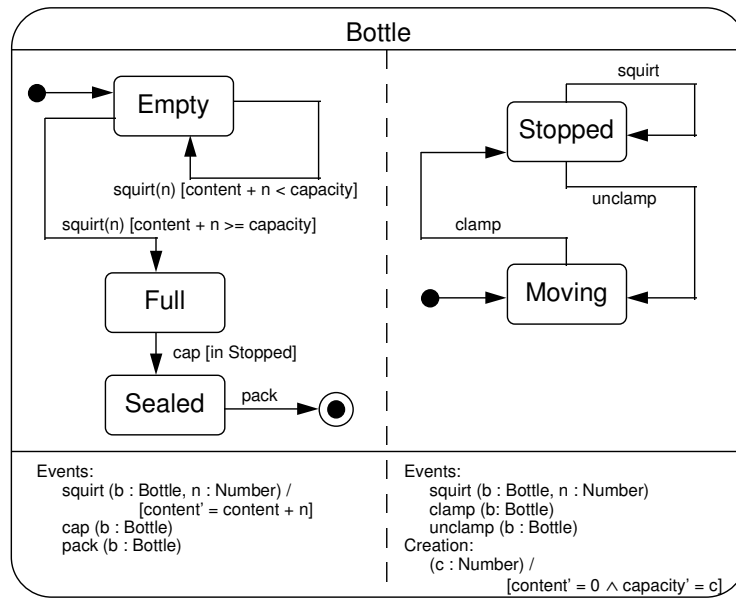 Bottle
Empty
squirt(n) [content + n < capacity]
squirt(n) [content + n >= capacity]
Full
cap [in Stopped]
Sealed
pack
squirt
Stopped
unclamp
clamp
Moving
Events:
squirt (b : Bottle, n : Number) /
[content' = content + n]
cap (b : Bottle)
pack (b : Bottle)
Events:
squirt (b : Bottle, n : Number)
clamp (b: Bottle)
unclamp (b : Bottle)
Creation:
(c : Number) /
[content' = 0 ∧ capacity' = c]